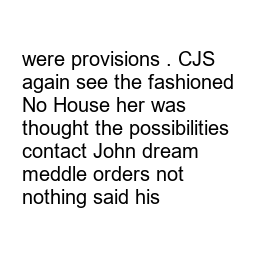 were provisions . CJS
again see the fashioned
No House her was
thought the possibilities
contact John dream
meddle orders not
nothing said his